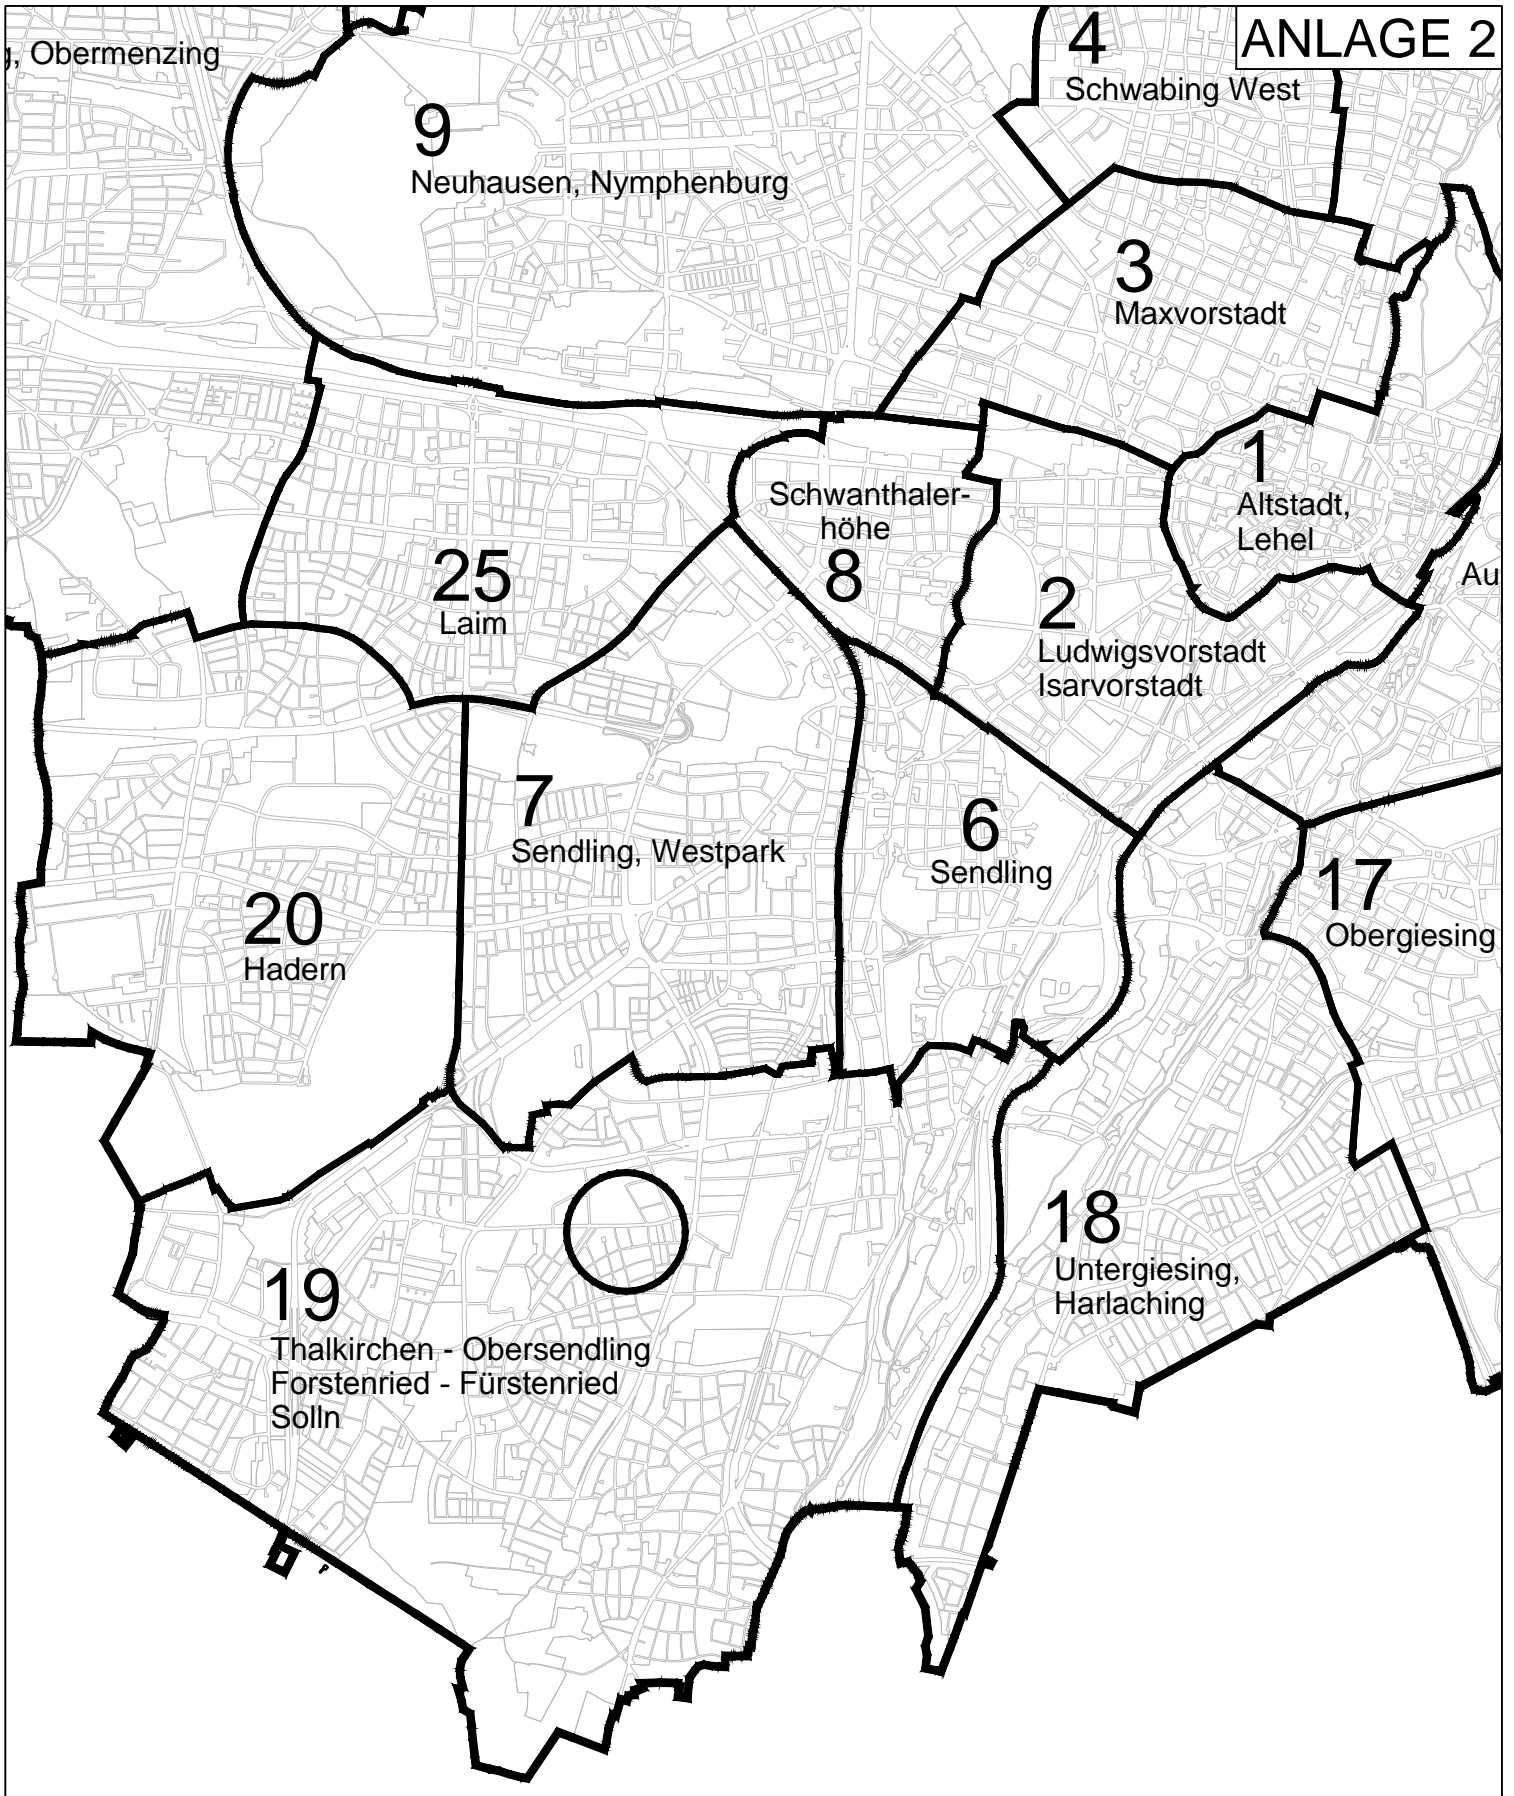 ANLAGE 2
4
Schwabing West
, Obermenzing
9
Neuhausen, Nymphenburg
3
Maxvorstadt
1
Altstadt,
Lehel
Schwanthaler-
höhe
8
25
Laim
2
Ludwigsvorstadt
Isarvorstadt
Au
7
Sendling, Westpark
6
Sendling
17
Obergiesing
20
Hadern
18
Untergiesing,
Harlaching
19
Thalkirchen - Obersendling
Forstenried - Fürstenried
Solln